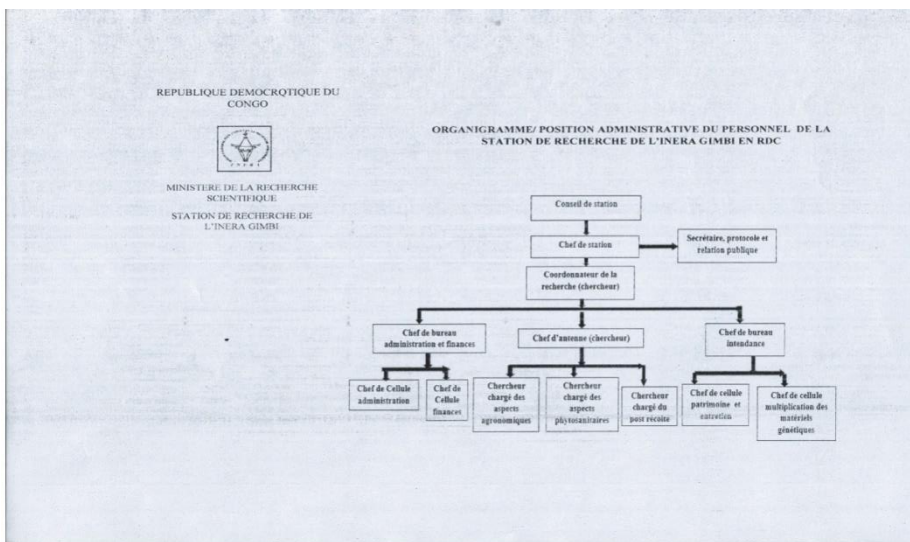 REPUBLIQUE DEMOCRQTIQUE DU
CONGO
MINISTERE DE LA RECHERCHE
SCIENTIFIQUE
STATION DE RECHERCHE DE
L'INERA GIMBI
ORGANIGRAMME/ POSITION ADMINISTRATIVE DU PERSONNEL DE LA
STATION DE RECHERCHE DE L'INERA GIMBI EN RDC
Conseil de station
Chef de station
Secrétaire, protocole et
relation publique
Coordonnateur de la
recherche (chercheur)
Chef de bureau
administration et finances
Chef d'antenne (chercheur)
Chef de bureau
intendance
Chef de Cellule
administration
Chef de
Cellule
finances
Chercheur
chargé des
aspects
agronomiques
Chercheur
chargé des
aspects
phytosanitaires
Chercheur
chargé du
post récolte
Chef de cellule
patrimoine et
entretien
Chef de cellule
multiplication des
matériels
génétiques